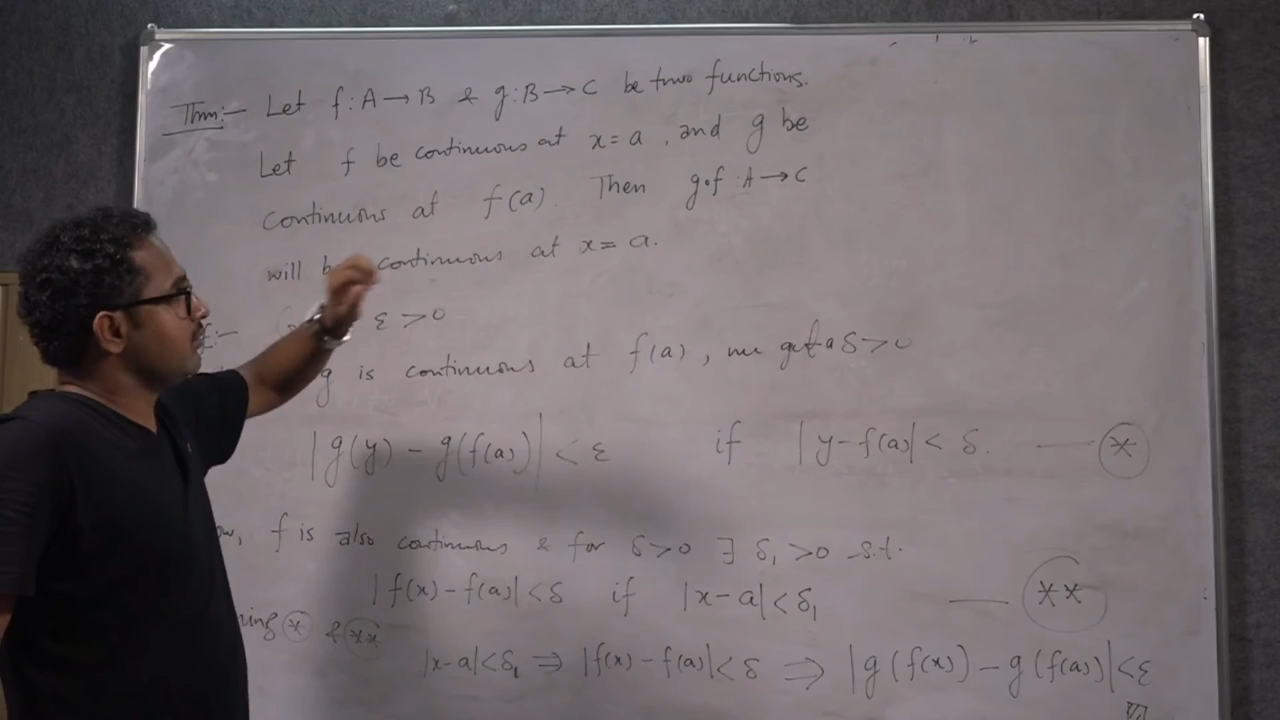 Thm:- Let f:A→B & g:B→C be two functions.
Let f be continuous at x=a, and g be
continuous at f(a). Then g∘f:A→C
will be continuous at x=a.
ε>0
g is continuous at f(a), we get a δ>0
|g(y)-g(f(a))|<ε if |y-f(a)|<δ. —— (*)
f is also continuous & for δ>0 ∃ δ₁>0 s.t.
|f(x)-f(a)|<δ if |x-a|<δ₁ —— (**)
(*) & (**)
|x-a|<δ₁ ⇒ |f(x)-f(a)|<δ ⇒ |g(f(x))-g(f(a))|<ε